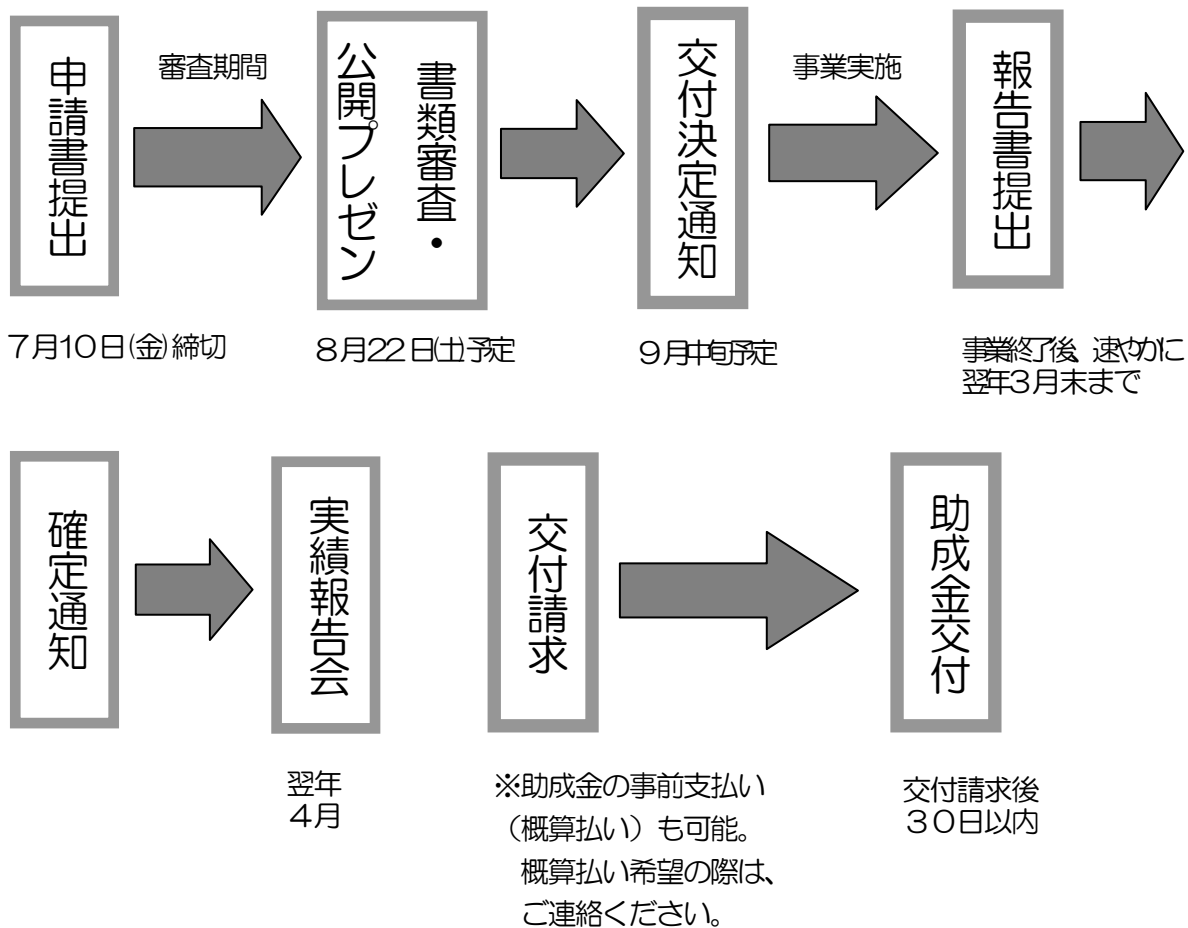 申請書提出
審査期間
書類審査・
公開プレゼン
交付決定通知
事業実施
報告書提出
7月10日(金)締切
8月22日(土)予定
9月中旬予定
事業終了後、速やかに
翌年3月末まで
確定通知
実績報告会
交付請求
助成金交付
翌年
4月
※助成金の事前支払い
(概算払い)も可能。
概算払い希望の際は、
ご連絡ください。
交付請求後
30日以内